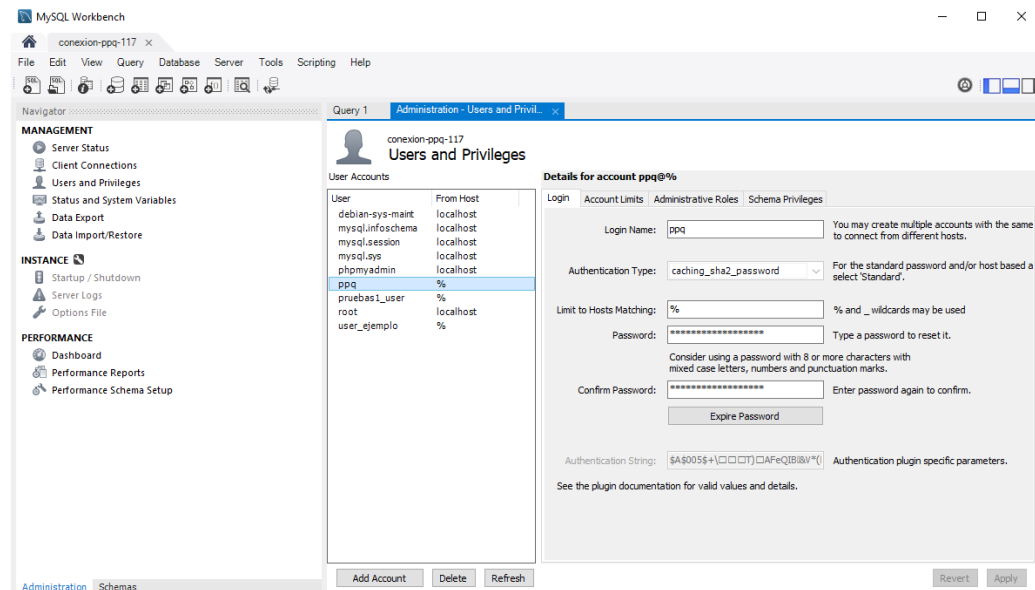 MySQL Workbench
conexion-ppq-117
File Edit View Query Database Server Tools Scripting Help
Navigator
MANAGEMENT
Server Status
Client Connections
Users and Privileges
Status and System Variables
Data Export
Data Import/Restore
INSTANCE
Startup / Shutdown
Server Logs
Options File
PERFORMANCE
Dashboard
Performance Reports
Performance Schema Setup
Administration Schemas
Query 1 Administration - Users and Privil...
conexion-ppq-117
Users and Privileges
User Accounts
User From Host
debian-sys-maint localhost
mysql.infoschema localhost
mysql.session localhost
mysql.sys localhost
phpmyadmin localhost
ppq %
pruebas1_user %
root localhost
user_ejemplo %
Add Account Delete Refresh
Details for account ppq@%
Login Account Limits Administrative Roles Schema Privileges
Login Name: ppq You may create multiple accounts with the same
to connect from different hosts.
Authentication Type: caching_sha2_password For the standard password and/or host based a
select 'Standard'.
Limit to Hosts Matching: % % and _ wildcards may be used
Password: ****************** Type a password to reset it.
Consider using a password with 8 or more characters with
mixed case letters, numbers and punctuation marks.
Confirm Password: ****************** Enter password again to confirm.
Expire Password
Authentication String: Authentication plugin specific parameters.
See the plugin documentation for valid values and details.
Revert Apply